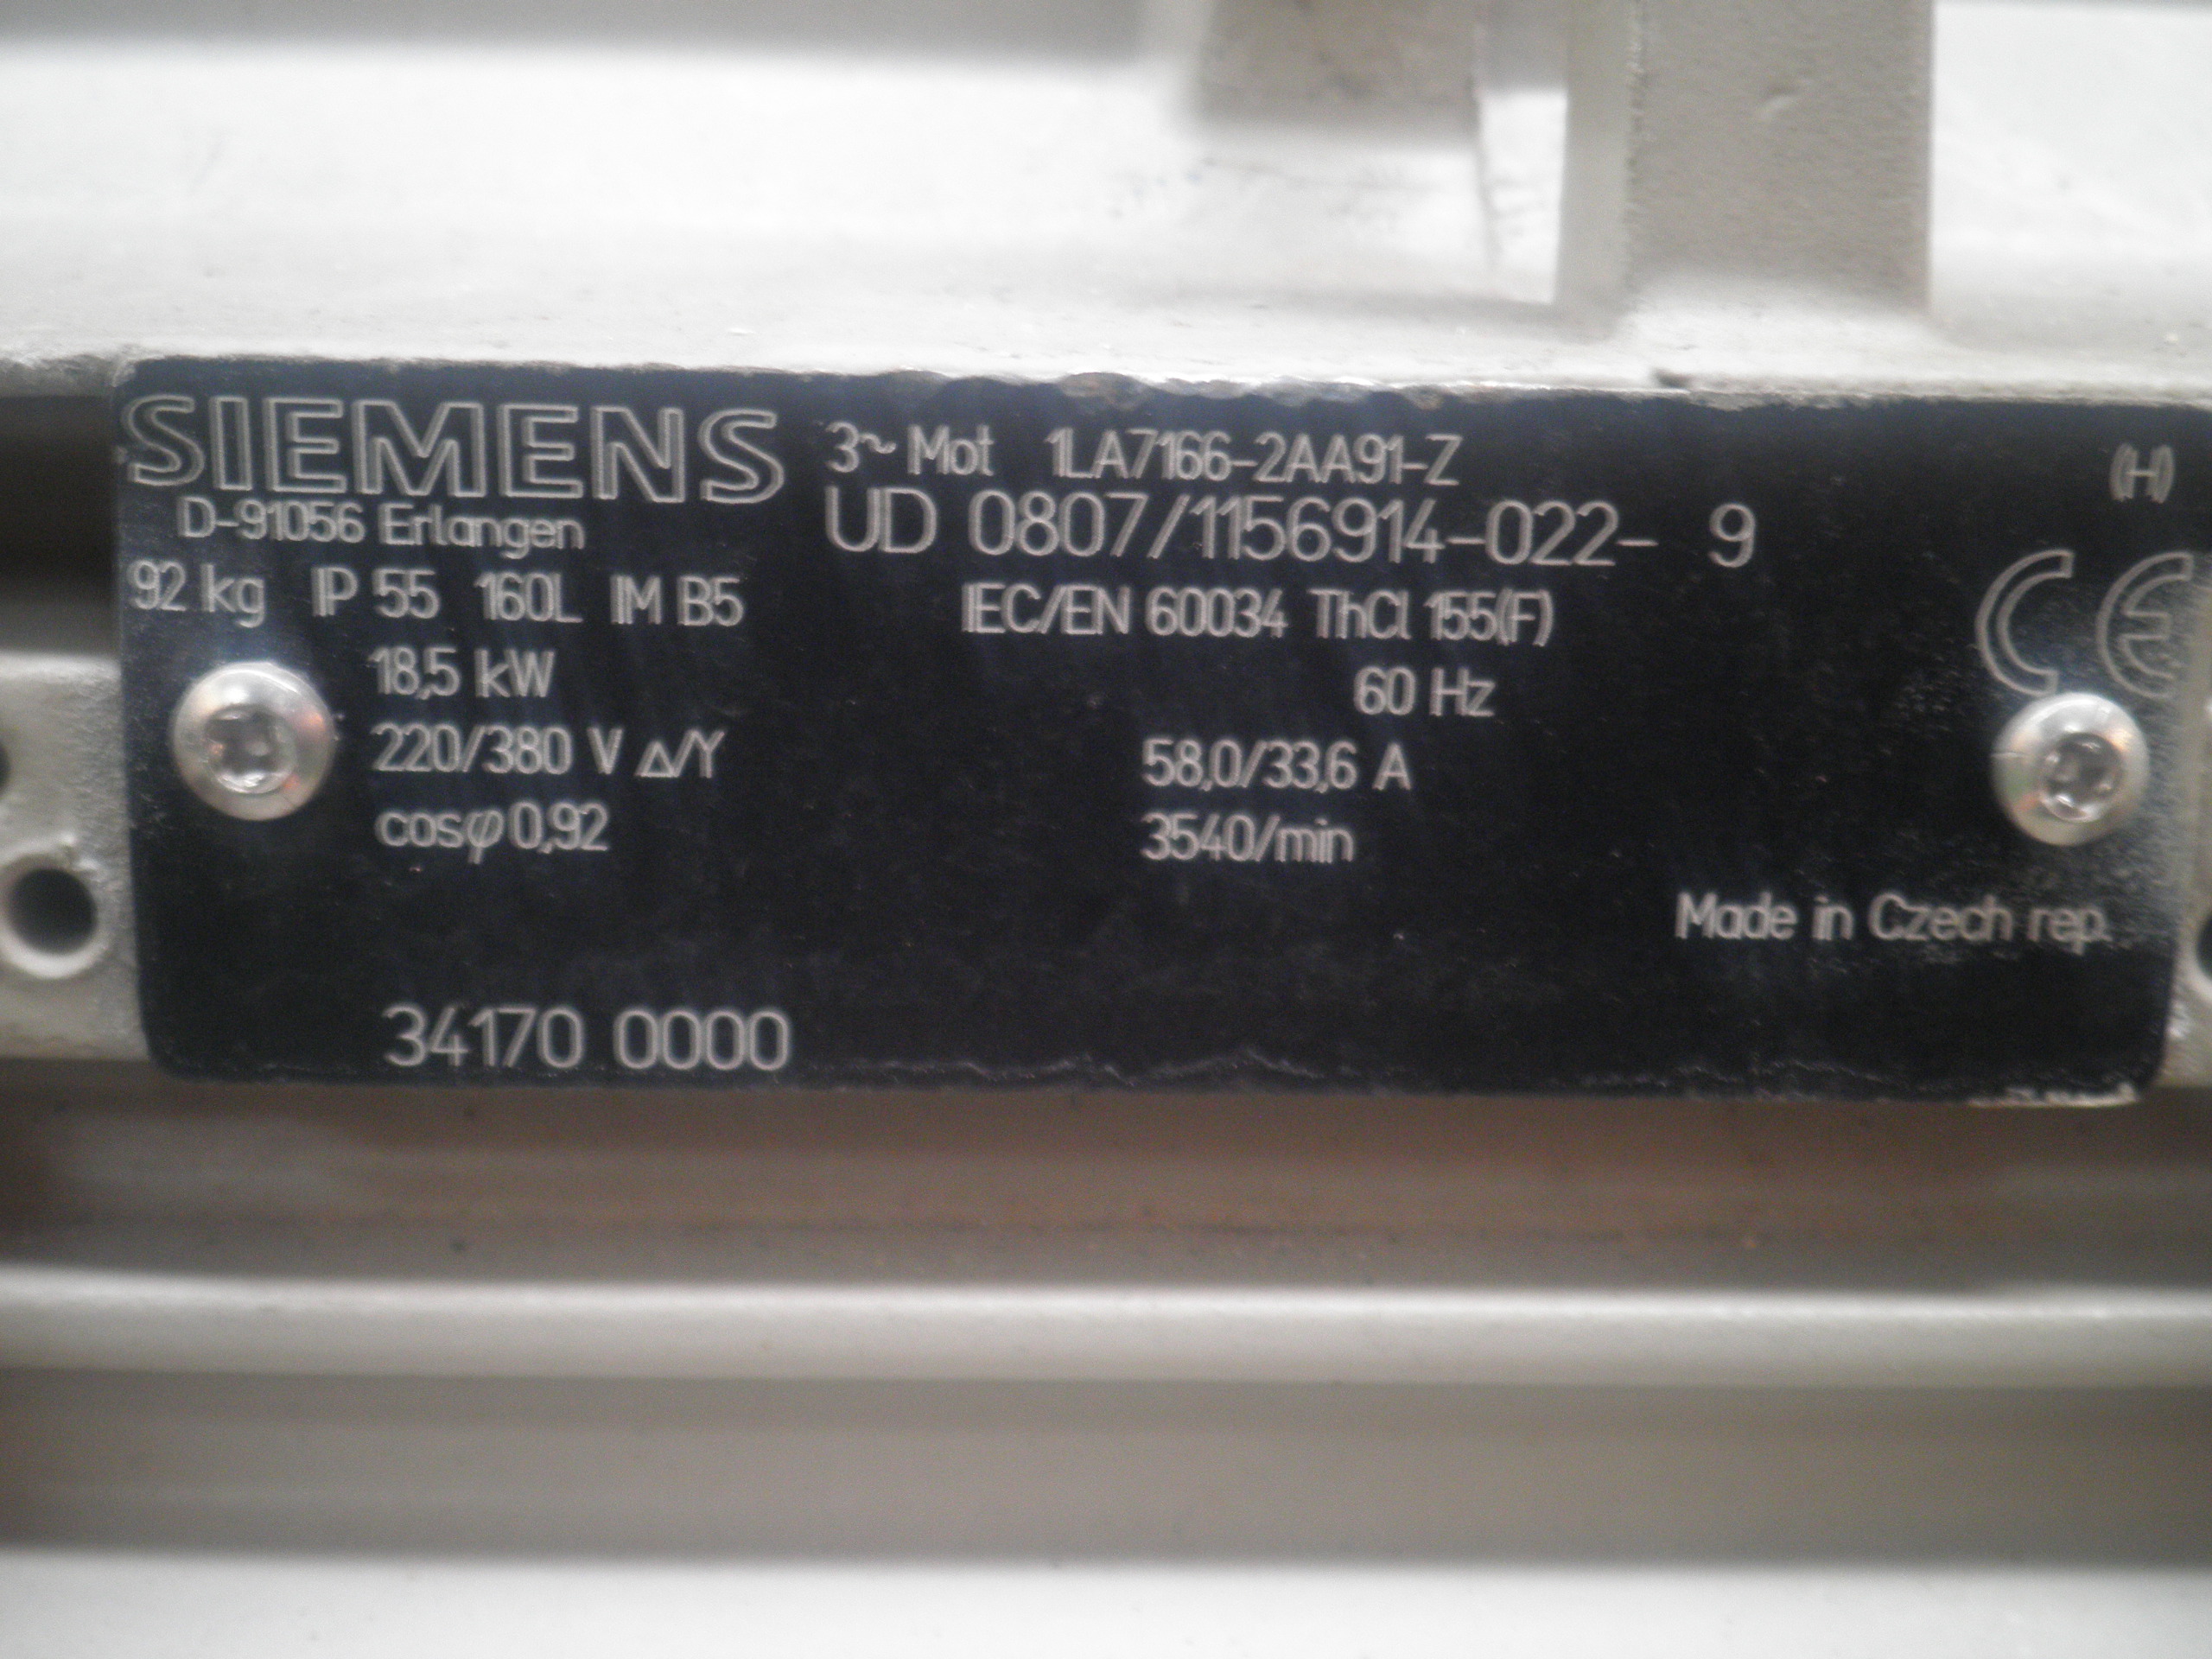 SIEMENS 3~ Mot 1LA7166-2AA91-Z (H)
D-91056 Erlangen UD 0807/1156914-022- 9
92 kg IP 55 160L IM B5 IEC/EN 60034 ThCl 155(F) CE
18,5 kW 60 Hz
220/380 V Δ/Y 58,0/33,6 A
cosφ 0,92 3540/min
Made in Czech rep.
34170 0000